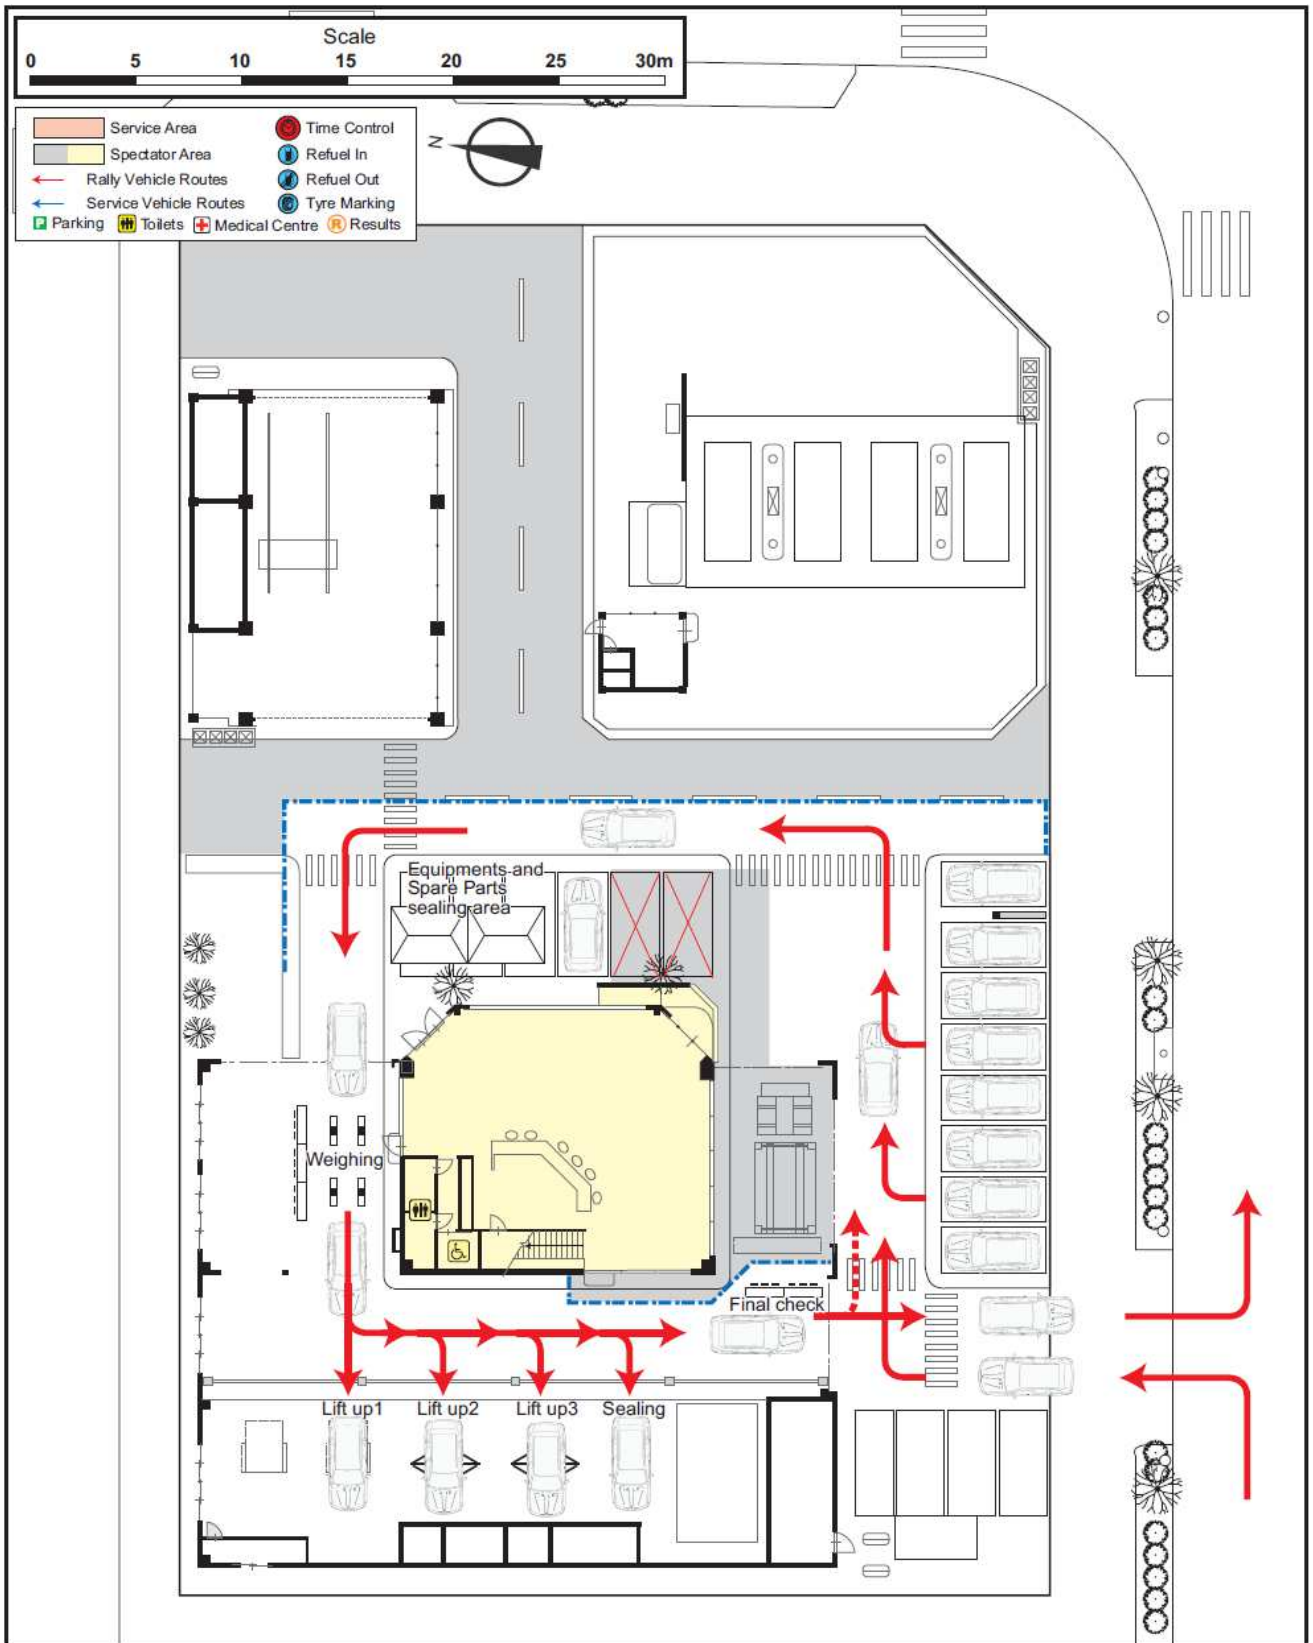 Scale
0 5 10 15 20 25 30m
Service Area
Time Control
Spectator Area
Refuel In
Rally Vehicle Routes
Refuel Out
Service Vehicle Routes
Tyre Marking
P Parking
Toilets
Medical Centre
R Results
N
Equipments and
Spare Parts
sealing area
Weighing
Final check
Lift up1
Lift up2
Lift up3
Sealing